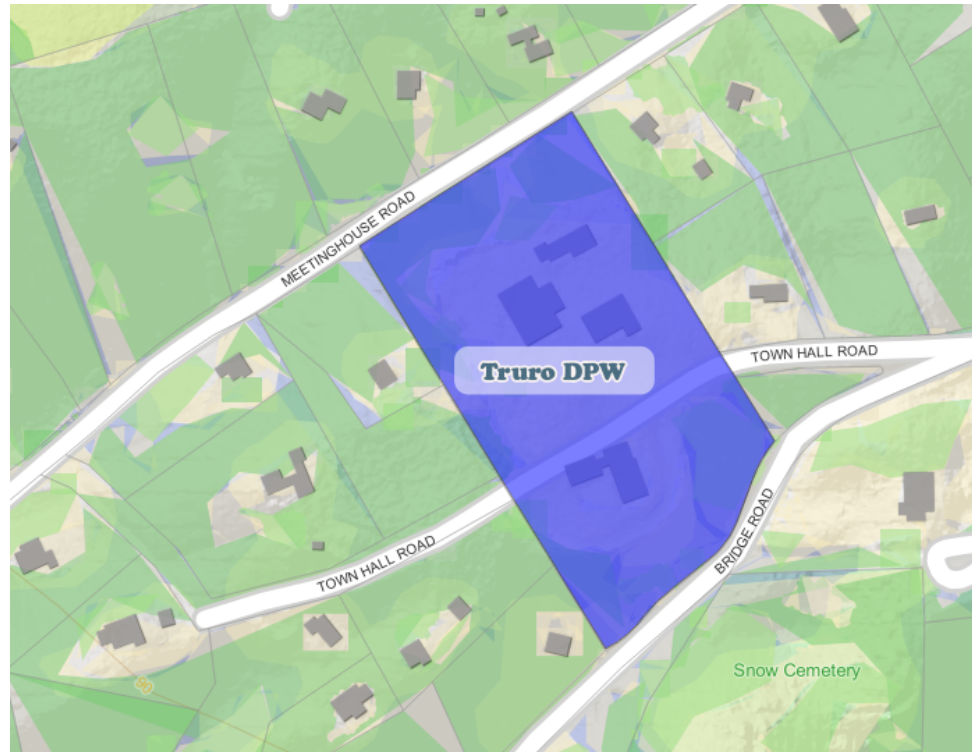 MEETINGHOUSE ROAD
Truro DPW
TOWN HALL ROAD
TOWN HALL ROAD
BRIDGE ROAD
Snow Cemetery